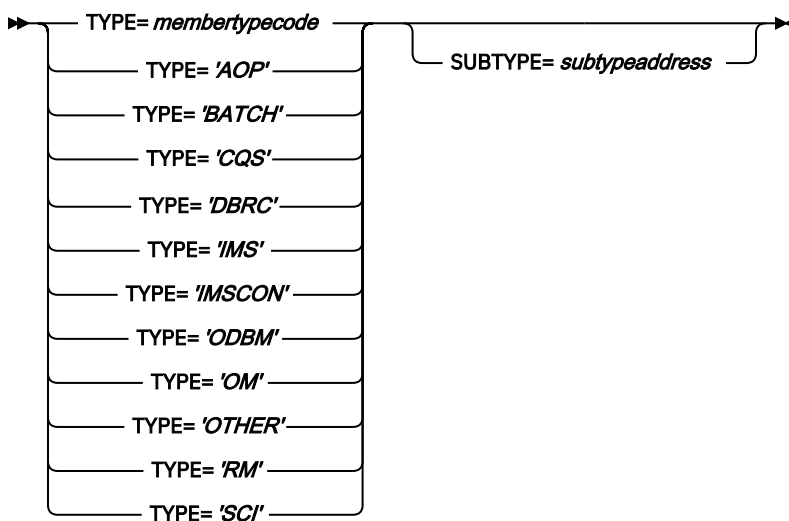 TYPE= membertypecode
SUBTYPE= subtypeaddress
TYPE= 'AOP'
TYPE= 'BATCH'
TYPE= 'CQS'
TYPE= 'DBRC'
TYPE= 'IMS'
TYPE= 'IMSCON'
TYPE= 'ODBM'
TYPE= 'OM'
TYPE= 'OTHER'
TYPE= 'RM'
TYPE= 'SCI'